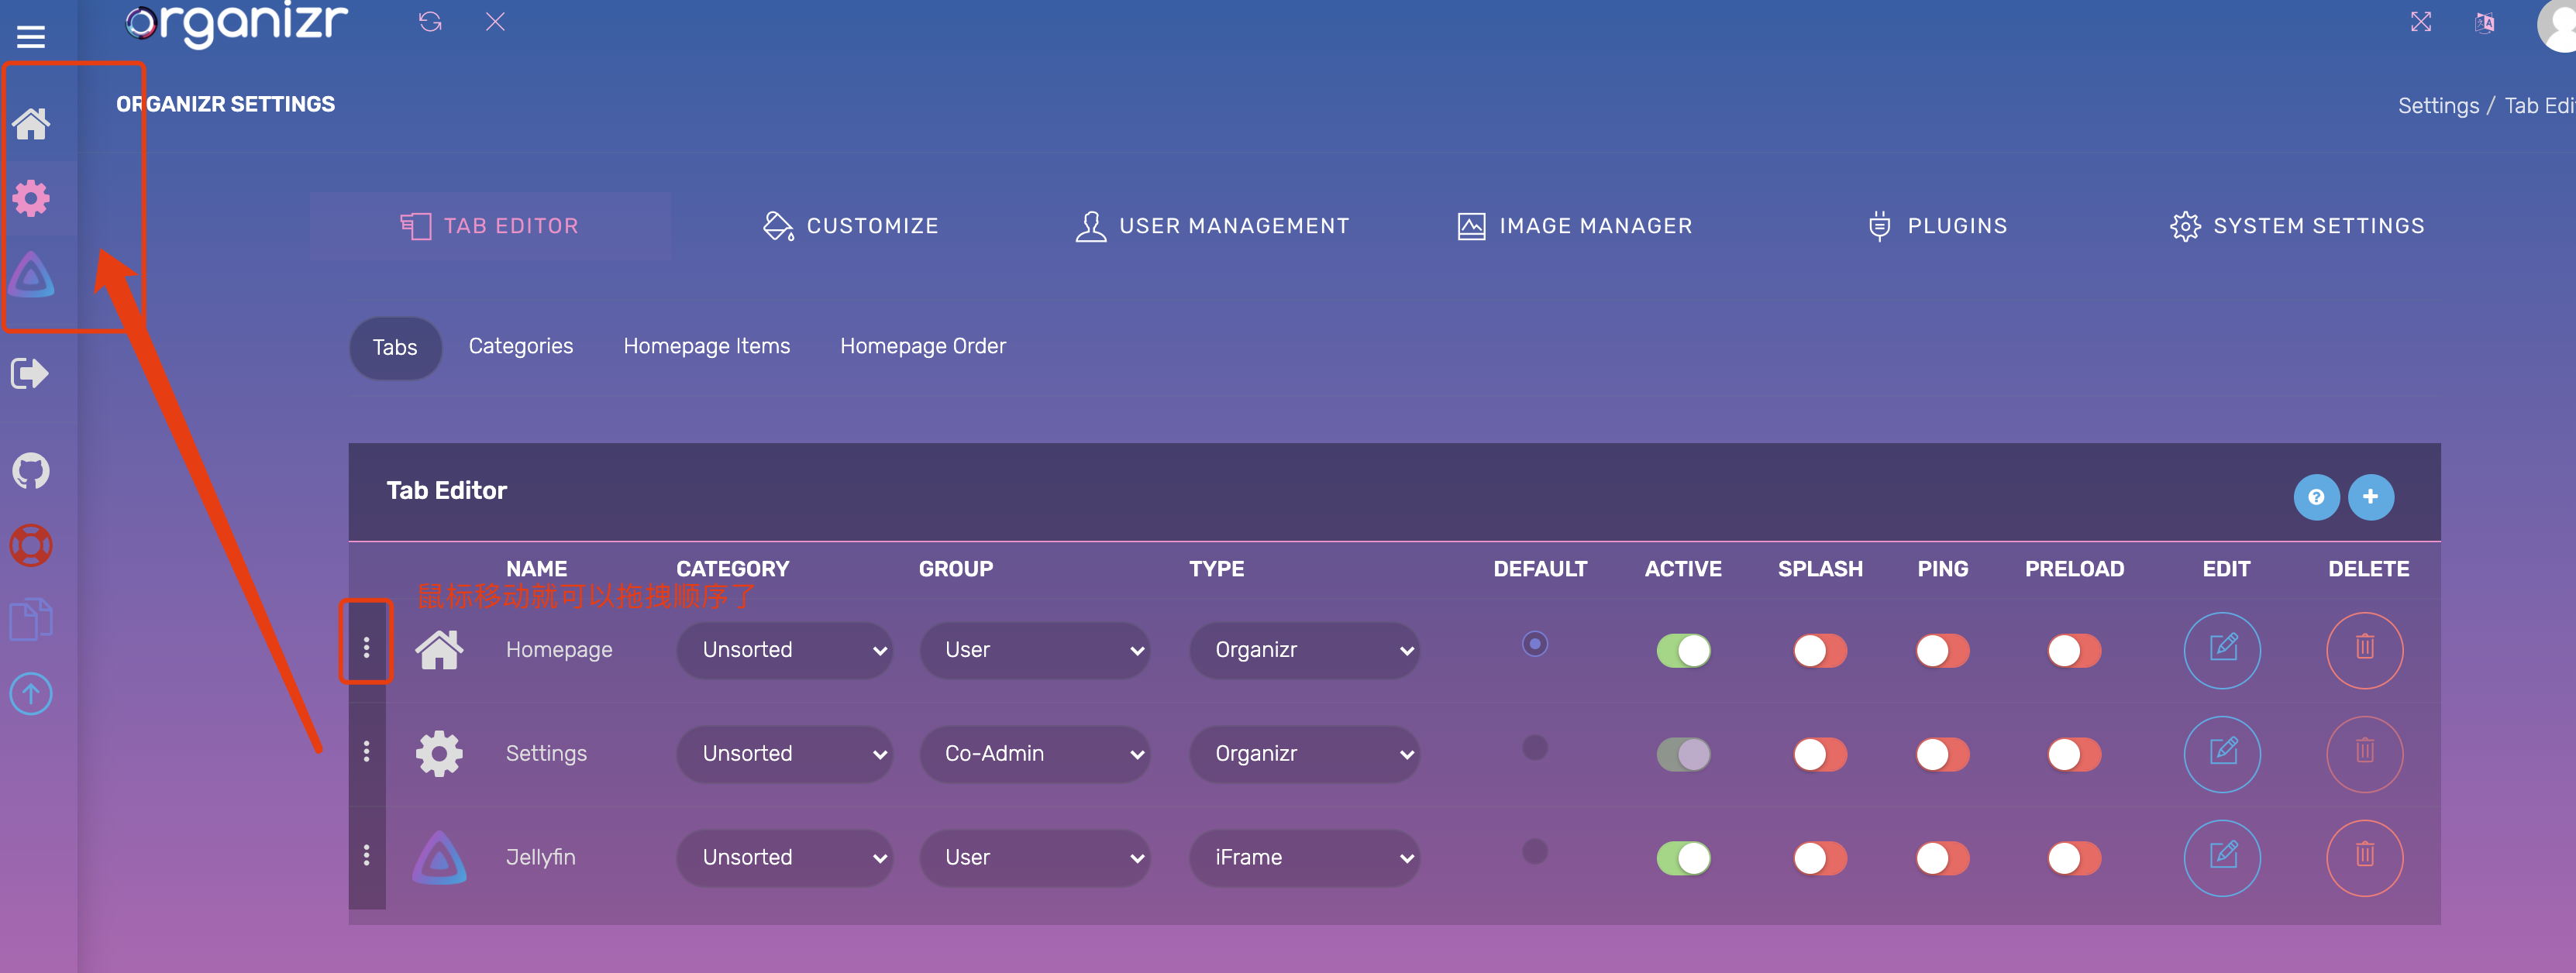 Organizr
ORGANIZR SETTINGS
Settings / Tab Edi
TAB EDITOR
CUSTOMIZE
USER MANAGEMENT
IMAGE MANAGER
PLUGINS
SYSTEM SETTINGS
Tabs
Categories
Homepage Items
Homepage Order
Tab Editor
NAME CATEGORY GROUP TYPE DEFAULT ACTIVE SPLASH PING PRELOAD EDIT DELETE
鼠标移动就可以拖拽顺序了
Homepage Unsorted User Organizr
Settings Unsorted Co-Admin Organizr
Jellyfin Unsorted User iFrame